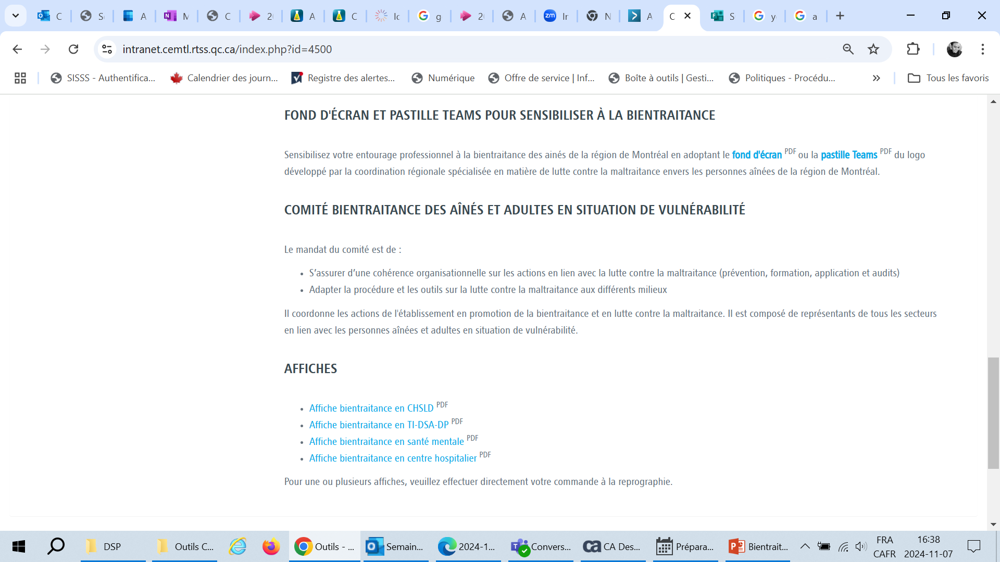 C
S
A
N
C
2
A
C
Ic
g
2
A
zm
Ir
N
A
C
S
y
a
intranet.cemtl.rtss.qc.ca/index.php?id=4500
SISSS - Authentifica...
Calendrier des journ...
Registre des alertes...
Numérique
Offre de service | Inf...
Boîte à outils | Gesti...
Politiques - Procédu...
»
Tous les favoris
FOND D'ÉCRAN ET PASTILLE TEAMS POUR SENSIBILISER À LA BIENTRAITANCE
Sensibilisez votre entourage professionnel à la bientraitance des ainés de la région de Montréal en adoptant le fond d'écran PDF ou la pastille Teams PDF du logo
développé par la coordination régionale spécialisée en matière de lutte contre la maltraitance envers les personnes aînées de la région de Montréal.
COMITÉ BIENTRAITANCE DES AÎNÉS ET ADULTES EN SITUATION DE VULNÉRABILITÉ
Le mandat du comité est de :
• S’assurer d’une cohérence organisationnelle sur les actions en lien avec la lutte contre la maltraitance (prévention, formation, application et audits)
• Adapter la procédure et les outils sur la lutte contre la maltraitance aux différents milieux
Il coordonne les actions de l'établissement en promotion de la bientraitance et en lutte contre la maltraitance. Il est composé de représentants de tous les secteurs
en lien avec les personnes aînées et adultes en situation de vulnérabilité.
AFFICHES
• Affiche bientraitance en CHSLD PDF
• Affiche bientraitance en TI-DSA-DP PDF
• Affiche bientraitance en santé mentale PDF
• Affiche bientraitance en centre hospitalier PDF
Pour une ou plusieurs affiches, veuillez effectuer directement votre commande à la reprographie.
DSP
Outils C...
Outils - ...
Semain...
2024-1...
Convers...
CA Des...
Prépara...
Bientrait...
FRA
CAFR
16:38
2024-11-07